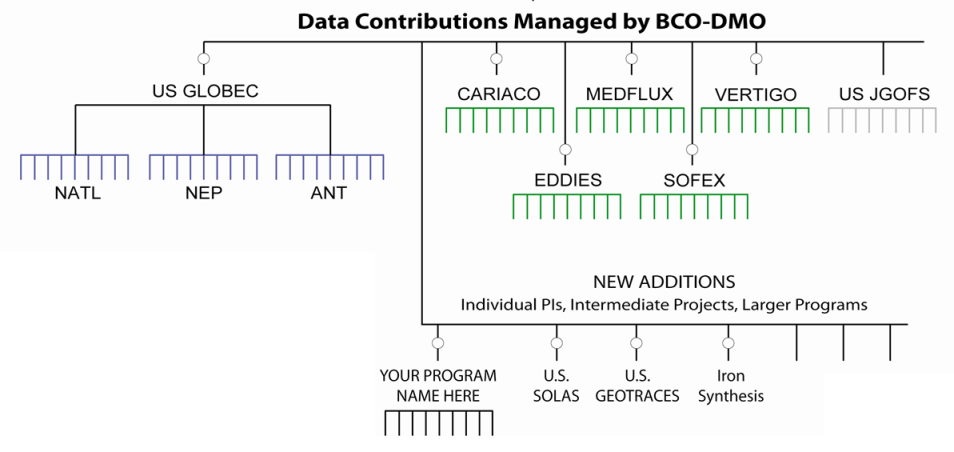 Data Contributions Managed by BCO-DMO
US GLOBEC
CARIACO
MEDFLUX
VERTIGO
US JGOFS
NATL
NEP
ANT
EDDIES
SOFEX
NEW ADDITIONS
Individual PIs, Intermediate Projects, Larger Programs
YOUR PROGRAM
NAME HERE
U.S.
SOLAS
U.S.
GEOTRACES
Iron
Synthesis